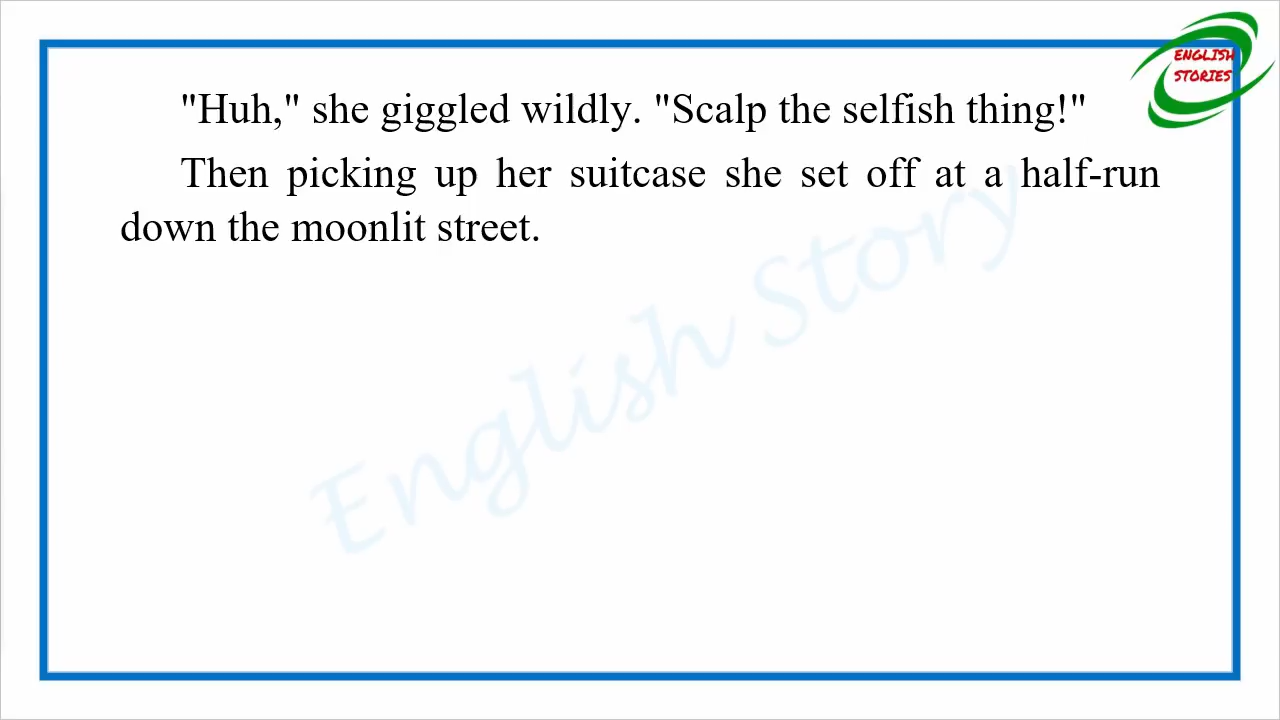 ENGLISH
STORIES
"Huh," she giggled wildly. "Scalp the selfish thing!"
Then picking up her suitcase she set off at a half-run
down the moonlit street.
English Story